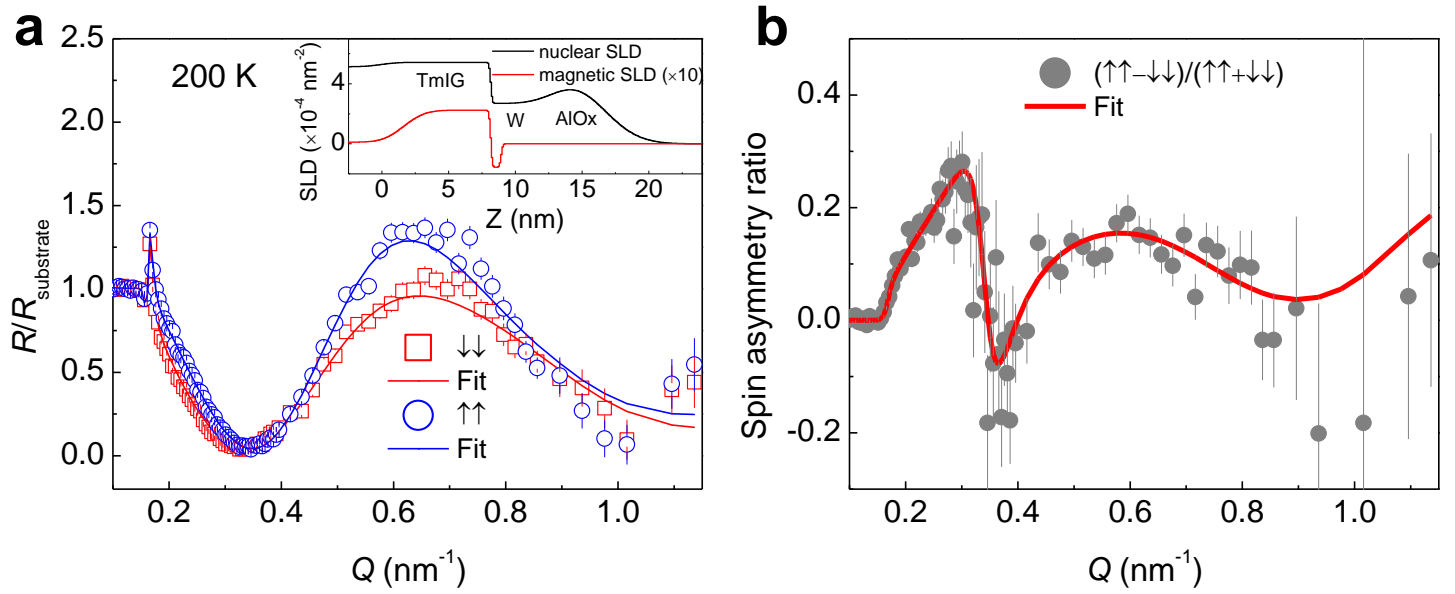 a
2.5
2.0
1.5
1.0
0.5
0.0
R/Rsubstrate
200 K
0.2 0.4 0.6 0.8 1.0
Q (nm⁻¹)
↓↓
Fit
↑↑
Fit
nuclear SLD
magnetic SLD (×10)
TmIG
W
AlOx
4
0
SLD (×10⁻⁴ nm⁻²)
0 5 10 15 20
Z (nm)
b
0.4
0.2
0.0
-0.2
Spin asymmetry ratio
(↑↑−↓↓)/(↑↑+↓↓)
Fit
0.2 0.4 0.6 0.8 1.0
Q (nm⁻¹)